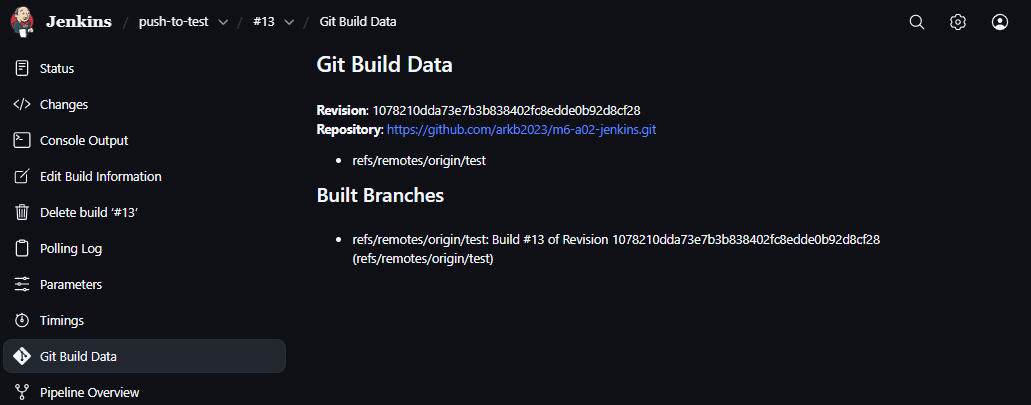 Jenkins / push-to-test / #13 / Git Build Data
Status
Changes
Console Output
Edit Build Information
Delete build ‘#13’
Polling Log
Parameters
Timings
Git Build Data
Pipeline Overview
Git Build Data
Revision: 1078210dda73e7b3b838402fc8edde0b92d8cf28
Repository: https://github.com/arkb2023/m6-a02-jenkins.git
• refs/remotes/origin/test
Built Branches
• refs/remotes/origin/test: Build #13 of Revision 1078210dda73e7b3b838402fc8edde0b92d8cf28
(refs/remotes/origin/test)